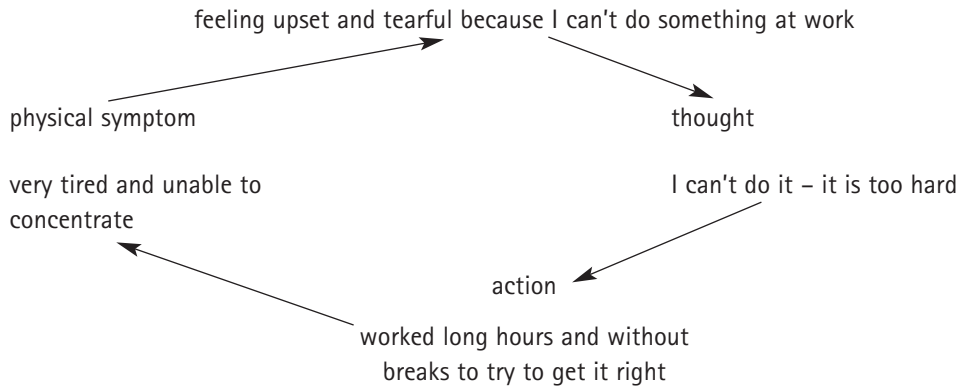 feeling upset and tearful because I can't do something at work
physical symptom
thought
very tired and unable to
concentrate
I can't do it – it is too hard
action
worked long hours and without
breaks to try to get it right